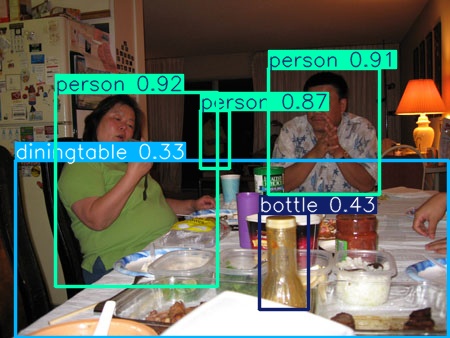 person 0.91
person 0.92
person 0.87
diningtable 0.33
bottle 0.43